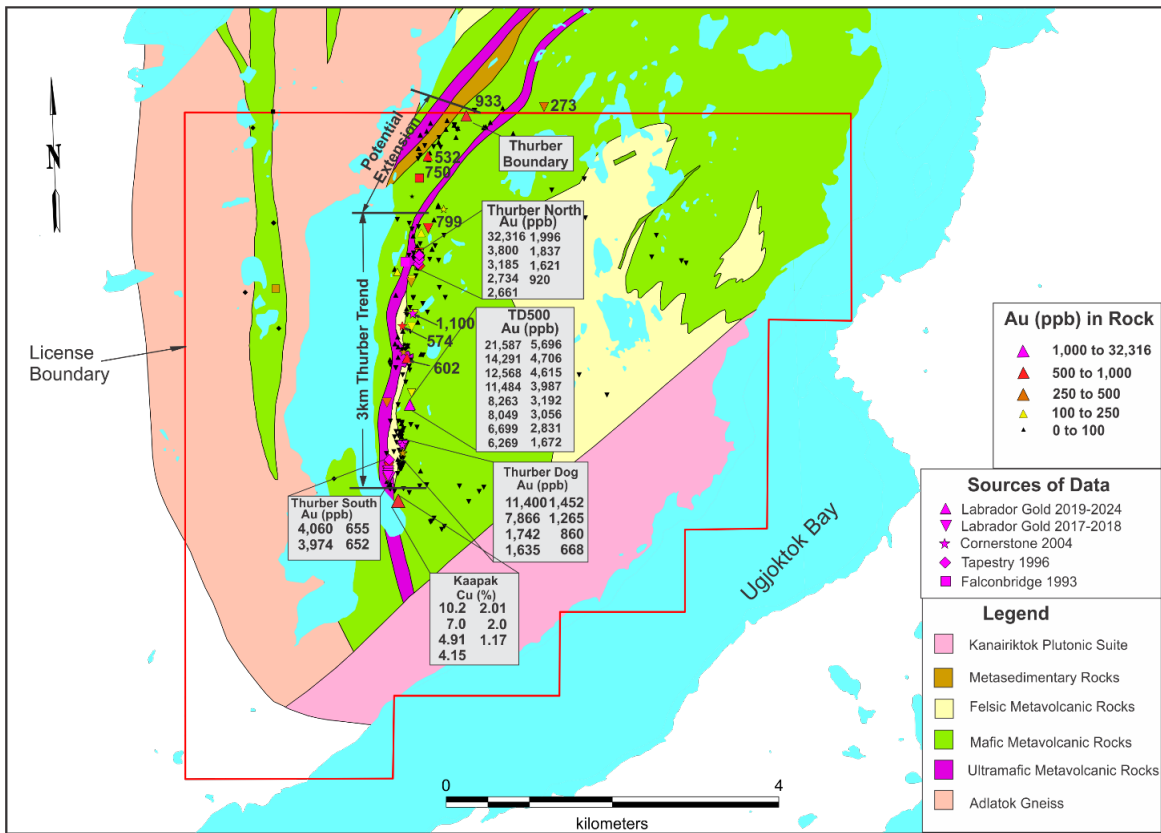 933
273
Potential
Extension
Thurber
Boundary
532
750
N
799
Thurber North
Au (ppb)
32,316 1,996
3,800 1,837
3,185 1,621
2,734 920
2,661
3km Thurber Trend
1,100
574
602
TD500
Au (ppb)
21,587 5,696
14,291 4,706
12,568 4,615
11,484 3,987
8,263 3,192
8,049 3,056
6,699 2,831
6,269 1,672
License
Boundary
Thurber Dog
Au (ppb)
11,400 1,452
7,866 1,265
1,742 860
1,635 668
Thurber South
Au (ppb)
4,060 655
3,974 652
Kaapak
Cu (%)
10.2 2.01
7.0 2.0
4.91 1.17
4.15
Ugjoktok Bay
Au (ppb) in Rock
1,000 to 32,316
500 to 1,000
250 to 500
100 to 250
0 to 100
Sources of Data
Labrador Gold 2019-2024
Labrador Gold 2017-2018
Cornerstone 2004
Tapestry 1996
Falconbridge 1993
Legend
Kanairiktok Plutonic Suite
Metasedimentary Rocks
Felsic Metavolcanic Rocks
Mafic Metavolcanic Rocks
Ultramafic Metavolcanic Rocks
Adlatok Gneiss
0 4
kilometers